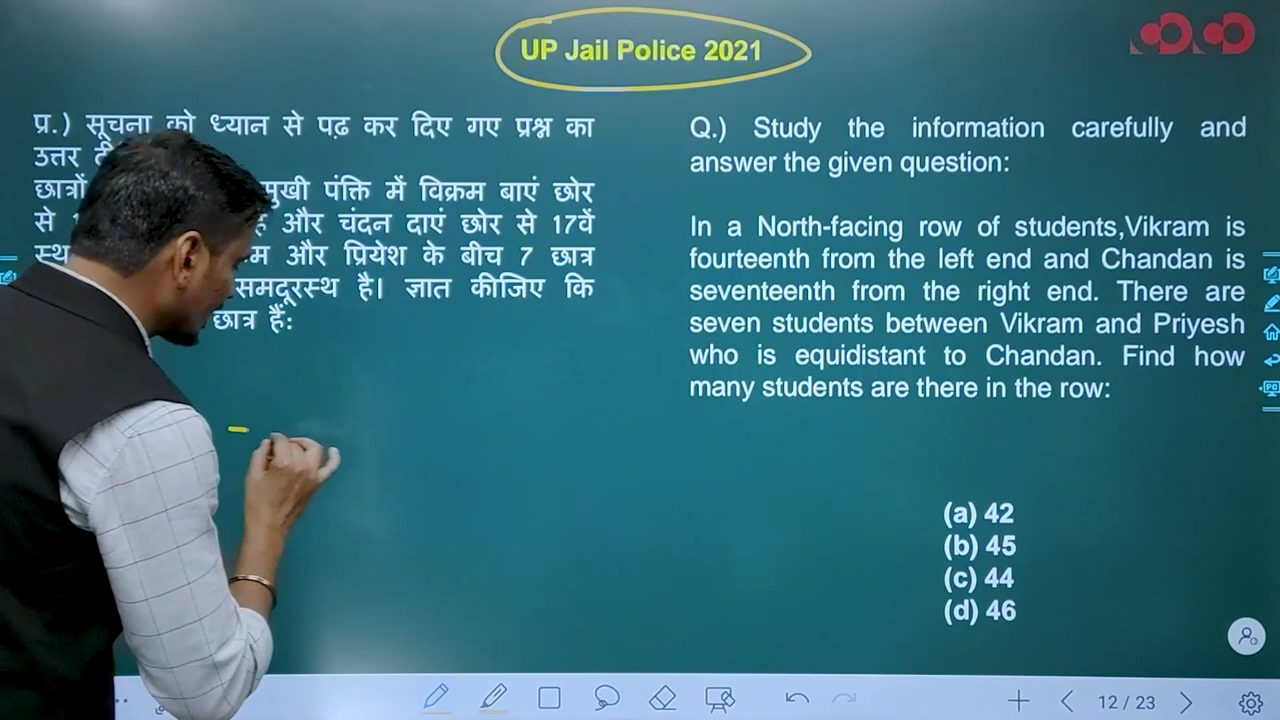 UP Jail Police 2021
प्र.) सूचना को ध्यान से पढ़ कर दिए गए प्रश्न का
उत्तर
छात्रों मुखी पंक्ति में विक्रम बाएं छोर
से और चंदन दाएं छोर से 17वें
और प्रियेश के बीच 7 छात्र
समदूरस्थ है। ज्ञात कीजिए कि
छात्र हैं:
Q.) Study the information carefully and
answer the given question:
In a North-facing row of students,Vikram is
fourteenth from the left end and Chandan is
seventeenth from the right end. There are
seven students between Vikram and Priyesh
who is equidistant to Chandan. Find how
many students are there in the row:
(a) 42
(b) 45
(c) 44
(d) 46
12 / 23